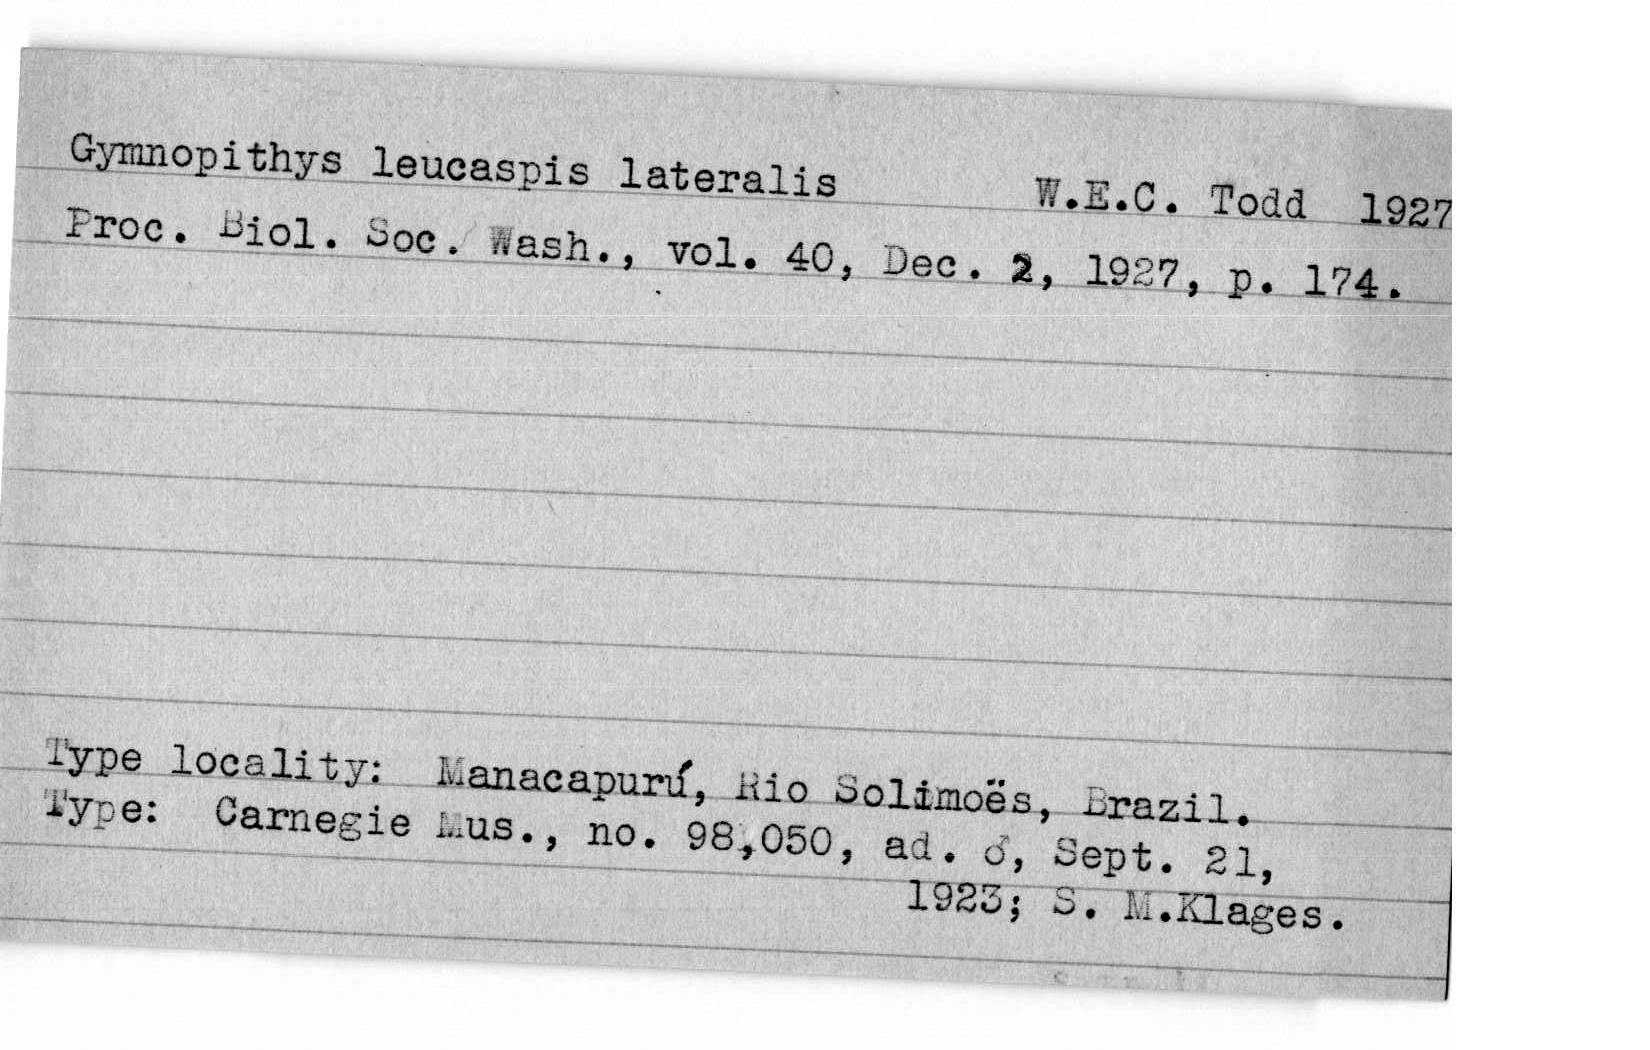 Gymnopithys leucaspis lateralis W.E.C. Todd 1927
Proc. Biol. Soc. Wash., vol. 40, Dec. 2, 1927, p. 174.
Type locality: Manacapurú, Rio Solimoës, Brazil.
Type: Carnegie Mus., no. 98,050, ad. ♂, Sept. 21,
1923; S. M.Klages.